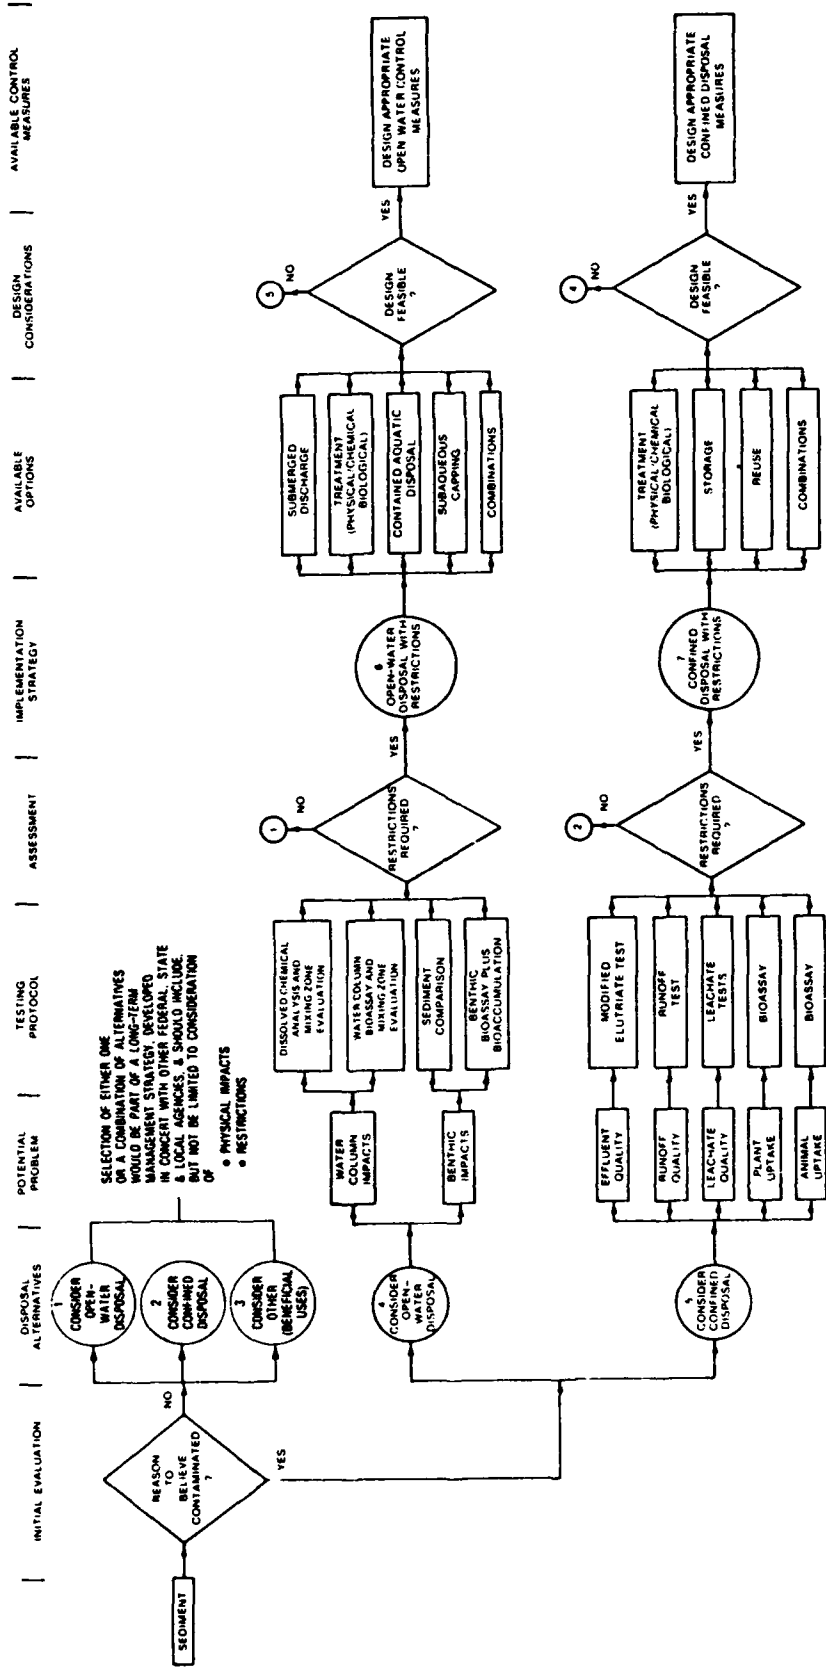 INITIAL EVALUATION
DISPOSAL
ALTERNATIVES
POTENTIAL
PROBLEM
TESTING
PROTOCOL
ASSESSMENT
IMPLEMENTATION
STRATEGY
AVAILABLE
OPTIONS
DESIGN
CONSIDERATIONS
AVAILABLE CONTROL
MEASURES
SEDIMENT
REASON
TO
BELIEVE
CONTAMINATED
?
NO
YES
1
CONSIDER
OPEN-
WATER
DISPOSAL
2
CONSIDER
CONFINED
DISPOSAL
3
CONSIDER
OTHER
(BENEFICIAL
USES)
SELECTION OF EITHER ONE
OR A COMBINATION OF ALTERNATIVES
WOULD BE PART OF A LONG-TERM
MANAGEMENT STRATEGY, DEVELOPED
IN CONCERT WITH OTHER FEDERAL, STATE
& LOCAL AGENCIES, & SHOULD INCLUDE,
BUT NOT BE LIMITED TO CONSIDERATION
OF
• PHYSICAL IMPACTS
• RESTRICTIONS
4
CONSIDER
OPEN-
WATER
DISPOSAL
WATER
COLUMN
IMPACTS
BENTHIC
IMPACTS
DISSOLVED CHEMICAL
ANALYSIS AND
MIXING ZONE
EVALUATION
WATER COLUMN
BIOASSAY AND
MIXING ZONE
EVALUATION
SEDIMENT
COMPARISON
BENTHIC
BIOASSAY PLUS
BIOACCUMULATION
RESTRICTIONS
REQUIRED
?
NO
1
YES
6
OPEN-WATER
DISPOSAL WITH
RESTRICTIONS
SUBMERGED
DISCHARGE
TREATMENT
(PHYSICAL/CHEMICAL
BIOLOGICAL)
CONTAINED AQUATIC
DISPOSAL
SUBAQUEOUS
CAPPING
COMBINATIONS
DESIGN
FEASIBLE
?
NO
5
YES
DESIGN APPROPRIATE
OPEN WATER CONTROL
MEASURES
5
CONSIDER
CONFINED
DISPOSAL
EFFLUENT
QUALITY
RUNOFF
QUALITY
LEACHATE
QUALITY
PLANT
UPTAKE
ANIMAL
UPTAKE
MODIFIED
ELUTRIATE TEST
RUNOFF
TEST
LEACHATE
TESTS
BIOASSAY
BIOASSAY
RESTRICTIONS
REQUIRED
?
NO
2
YES
7
CONFINED
DISPOSAL WITH
RESTRICTIONS
TREATMENT
(PHYSICAL/CHEMICAL
BIOLOGICAL)
STORAGE
REUSE
COMBINATIONS
DESIGN
FEASIBLE
?
NO
4
YES
DESIGN APPROPRIATE
CONFINED DISPOSAL
MEASURES